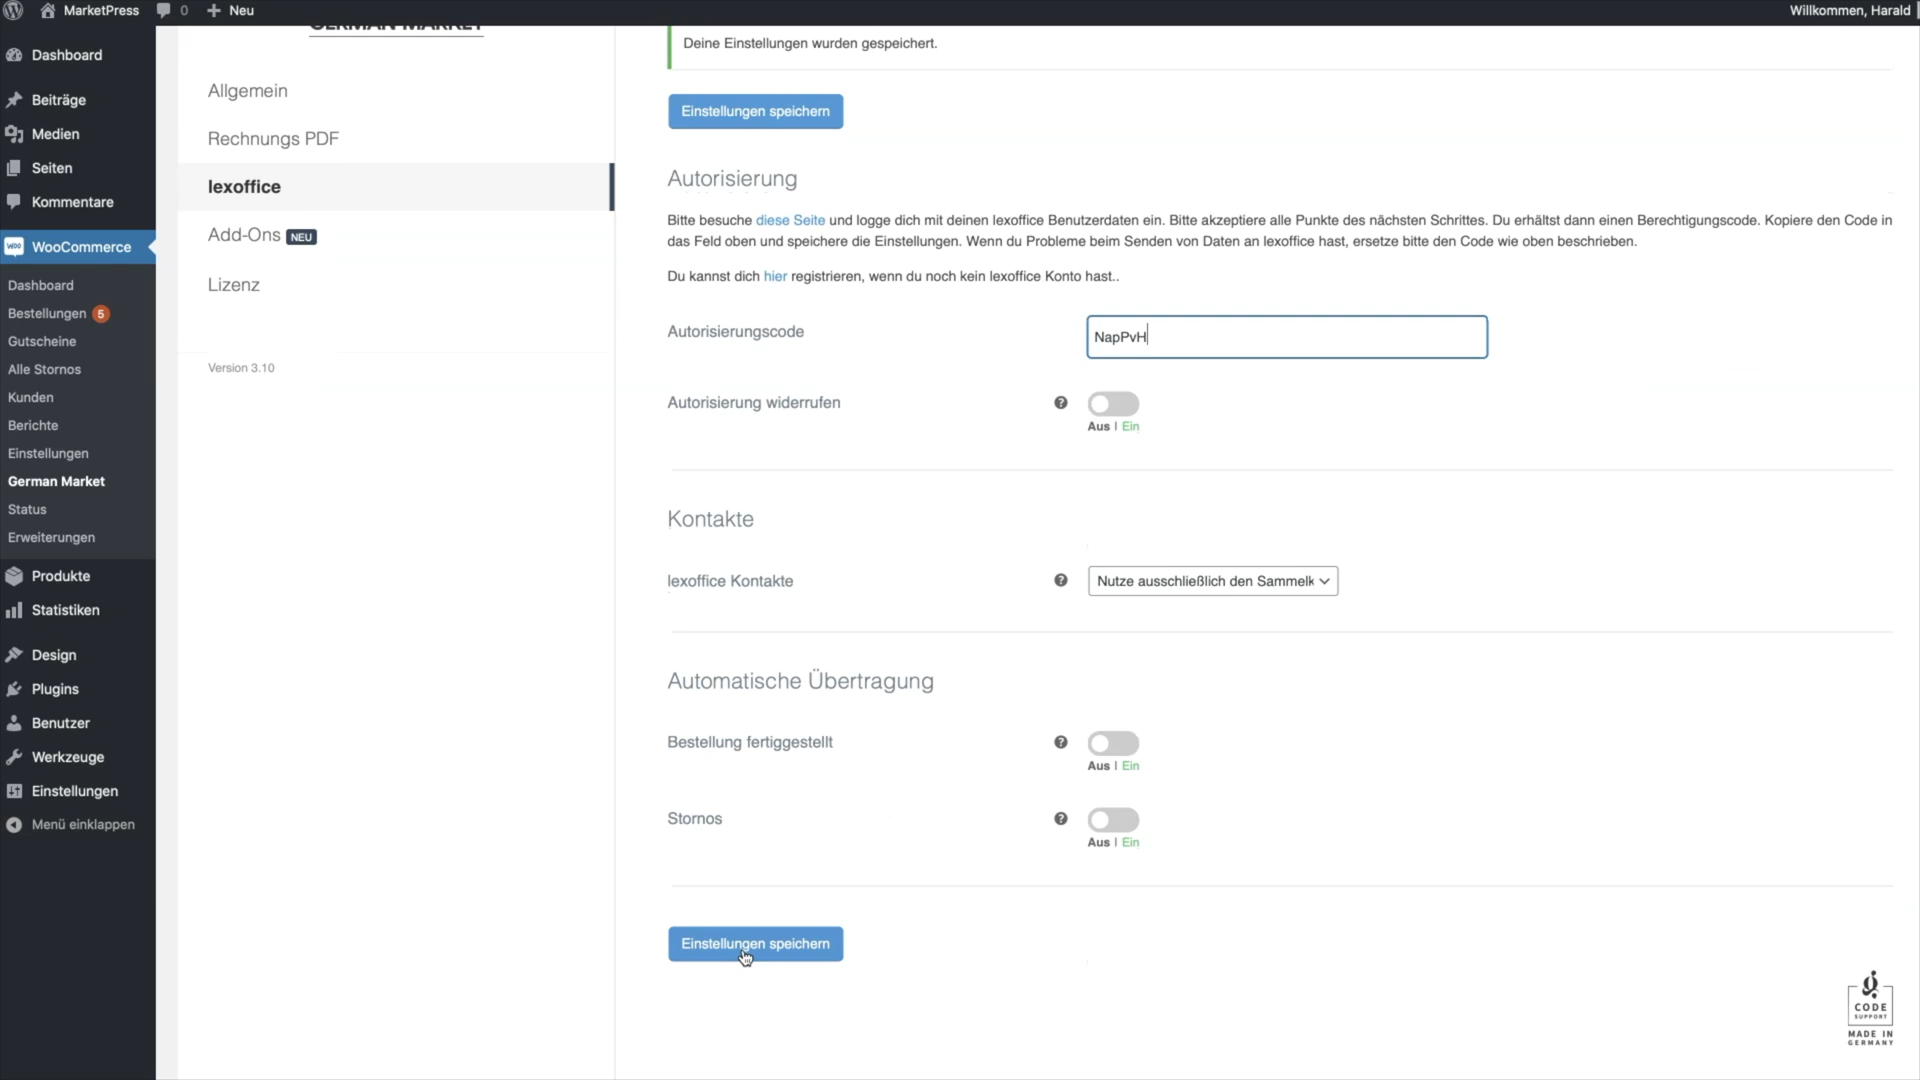 MarketPress
0
Neu
Willkommen, Harald
Dashboard
Beiträge
Medien
Seiten
Kommentare
WooCommerce
Dashboard
Bestellungen 5
Gutscheine
Alle Stornos
Kunden
Berichte
Einstellungen
German Market
Status
Erweiterungen
Produkte
Statistiken
Design
Plugins
Benutzer
Werkzeuge
Einstellungen
Menü einklappen
GERMAN MARKET
Allgemein
Rechnungs PDF
lexoffice
Add-Ons NEU
Lizenz
Version 3.10
Deine Einstellungen wurden gespeichert.
Einstellungen speichern
Autorisierung
Bitte besuche diese Seite und logge dich mit deinen lexoffice Benutzerdaten ein. Bitte akzeptiere alle Punkte des nächsten Schrittes. Du erhältst dann einen Berechtigungscode. Kopiere den Code in
das Feld oben und speichere die Einstellungen. Wenn du Probleme beim Senden von Daten an lexoffice hast, ersetze bitte den Code wie oben beschrieben.
Du kannst dich hier registrieren, wenn du noch kein lexoffice Konto hast..
Autorisierungscode
NapPvH
Autorisierung widerrufen
Aus | Ein
Kontakte
lexoffice Kontakte
Nutze ausschließlich den Sammelk
Automatische Übertragung
Bestellung fertiggestellt
Aus | Ein
Stornos
Aus | Ein
Einstellungen speichern
CODE
SUPPORT
MADE IN
GERMANY